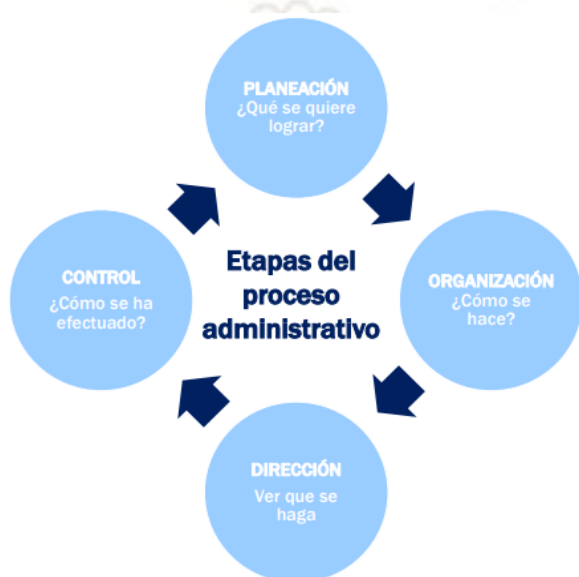 PLANEACIÓN
¿Qué se quiere
lograr?
Etapas del
proceso
administrativo
CONTROL
¿Cómo se ha
efectuado?
ORGANIZACIÓN
¿Cómo se
hace?
DIRECCIÓN
Ver que se
haga